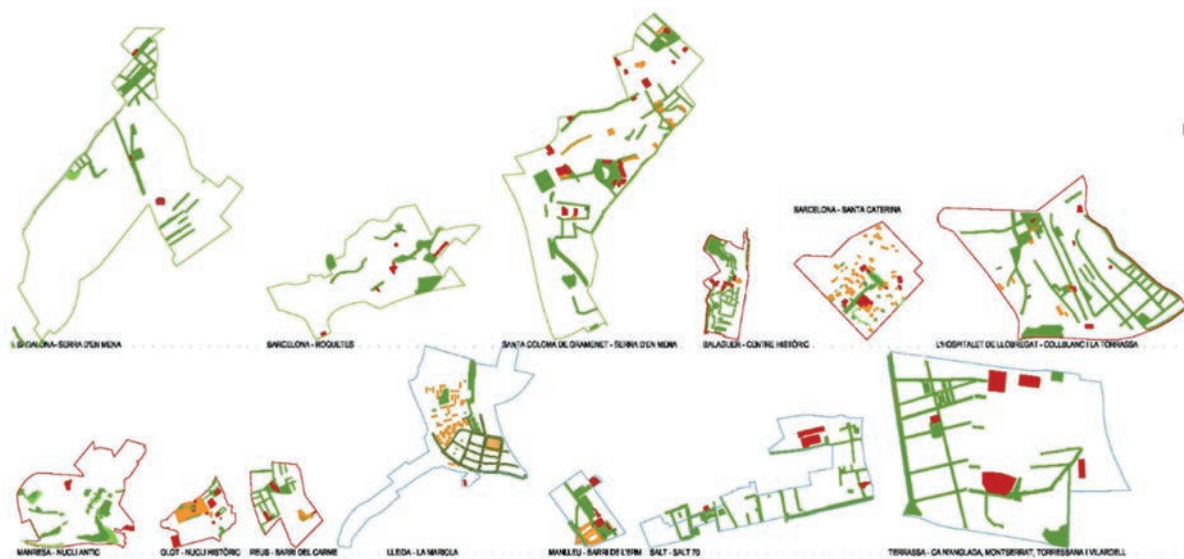 BARCELONA - SANTA CATERINA
BADALONA - SERRA D'EN MENA
BARCELONA - ROQUETES
SANTA COLOMA DE GRAMENET - SERRA D'EN MENA
BALAGUER - CENTRE HISTÒRIC
L'HOSPITALET DE LLOBREGAT - COLLBLANC I LA TORRASSA
MANRESA - NUCLI ANTIC
OLOT - NUCLI HISTÒRIC
REUS - BARRI DEL CARME
LLEIDA - LA MARIOLA
MANLLEU - BARRI DE L'ERM
SALT - SALT 70
TERRASSA - CA N'ANGLADA, MONTSERRAT, TORRESSANA I VILARDELL